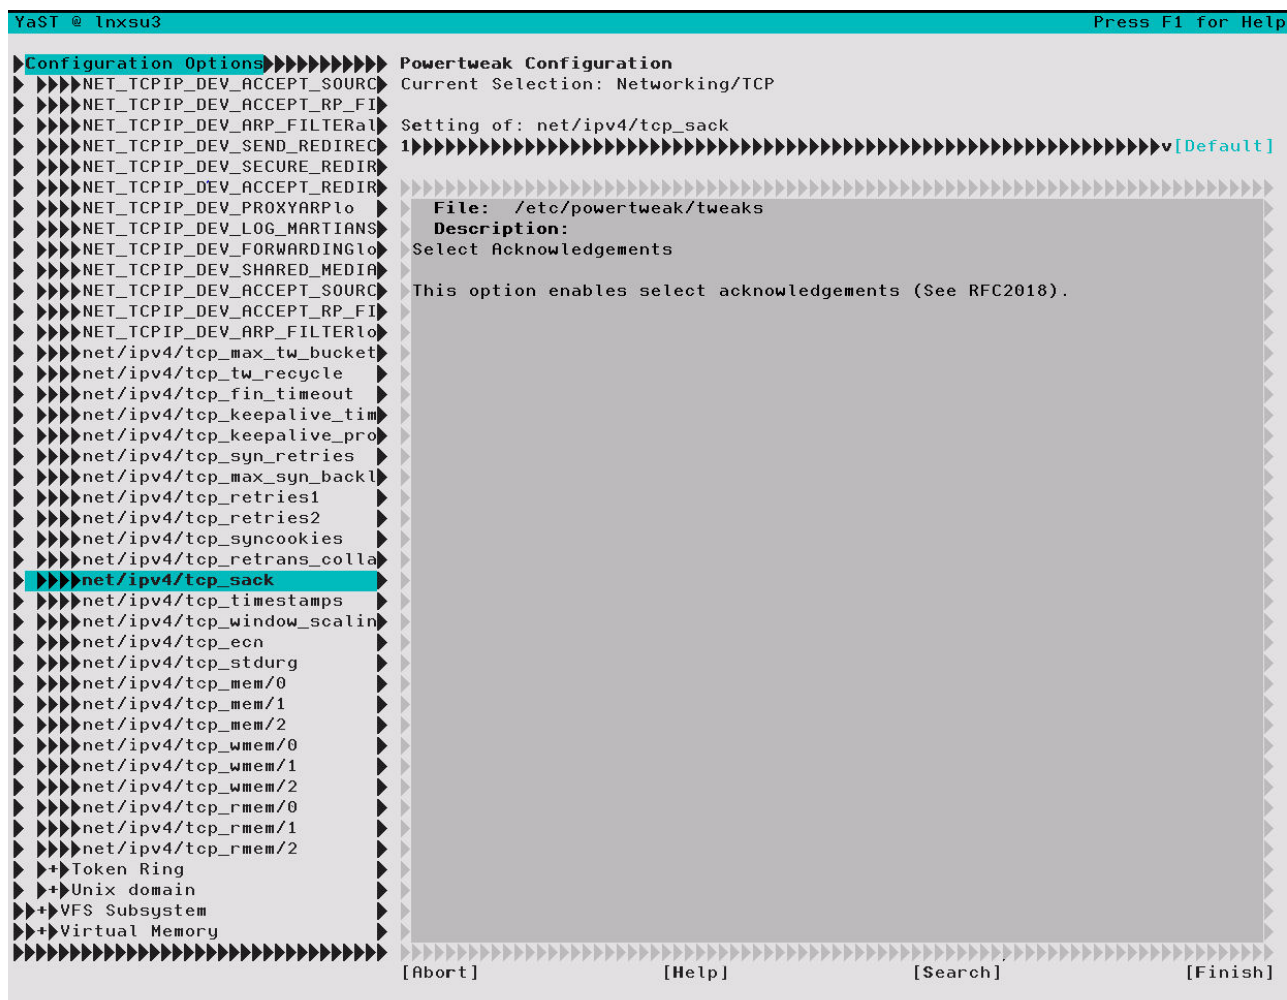 YaST @ lnxsu3 Press F1 for Help
Configuration Options
NET_TCPIP_DEV_ACCEPT_SOURC
NET_TCPIP_DEV_ACCEPT_RP_FI
NET_TCPIP_DEV_ARP_FILTERal
NET_TCPIP_DEV_SEND_REDIREC
NET_TCPIP_DEV_SECURE_REDIR
NET_TCPIP_DEV_ACCEPT_REDIR
NET_TCPIP_DEV_PROXYARPlo
NET_TCPIP_DEV_LOG_MARTIANS
NET_TCPIP_DEV_FORWARDINGlo
NET_TCPIP_DEV_SHARED_MEDIA
NET_TCPIP_DEV_ACCEPT_SOURC
NET_TCPIP_DEV_ACCEPT_RP_FI
NET_TCPIP_DEV_ARP_FILTERlo
net/ipv4/tcp_max_tw_bucket
net/ipv4/tcp_tw_recycle
net/ipv4/tcp_fin_timeout
net/ipv4/tcp_keepalive_tim
net/ipv4/tcp_keepalive_pro
net/ipv4/tcp_syn_retries
net/ipv4/tcp_max_syn_backl
net/ipv4/tcp_retries1
net/ipv4/tcp_retries2
net/ipv4/tcp_syncookies
net/ipv4/tcp_retrans_colla
net/ipv4/tcp_sack
net/ipv4/tcp_timestamps
net/ipv4/tcp_window_scalin
net/ipv4/tcp_ecn
net/ipv4/tcp_stdurg
net/ipv4/tcp_mem/0
net/ipv4/tcp_mem/1
net/ipv4/tcp_mem/2
net/ipv4/tcp_wmem/0
net/ipv4/tcp_wmem/1
net/ipv4/tcp_wmem/2
net/ipv4/tcp_rmem/0
net/ipv4/tcp_rmem/1
net/ipv4/tcp_rmem/2
+Token Ring
+Unix domain
+VFS Subsystem
+Virtual Memory
Powertweak Configuration
Current Selection: Networking/TCP
Setting of: net/ipv4/tcp_sack
1 v[Default]
File: /etc/powertweak/tweaks
Description:
Select Acknowledgements
This option enables select acknowledgements (See RFC2018).
[Abort] [Help] [Search] [Finish]